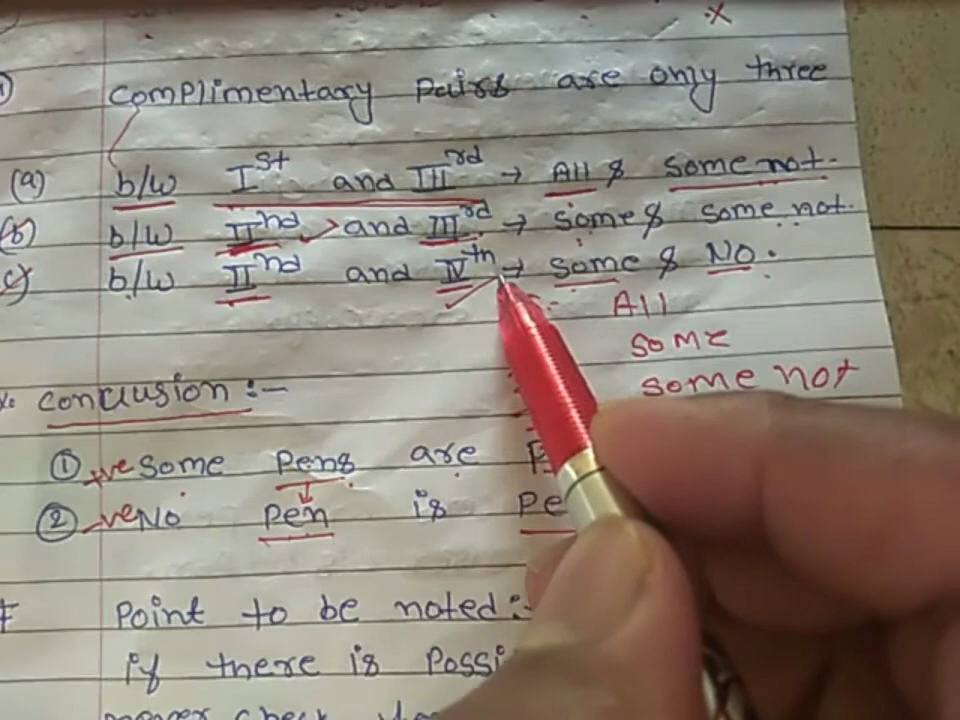 Complimentary Pairs are only three
(a) b/w Ist and IIIrd → All & some not.
(b) b/w IInd and IIIrd → some & some not.
c) b/w IInd and IVth → some & NO.
All
some
some not
conclusion :-
① +ve some Pens are
② -ve No Pen is Pe
Point to be noted:-
if there is Possi